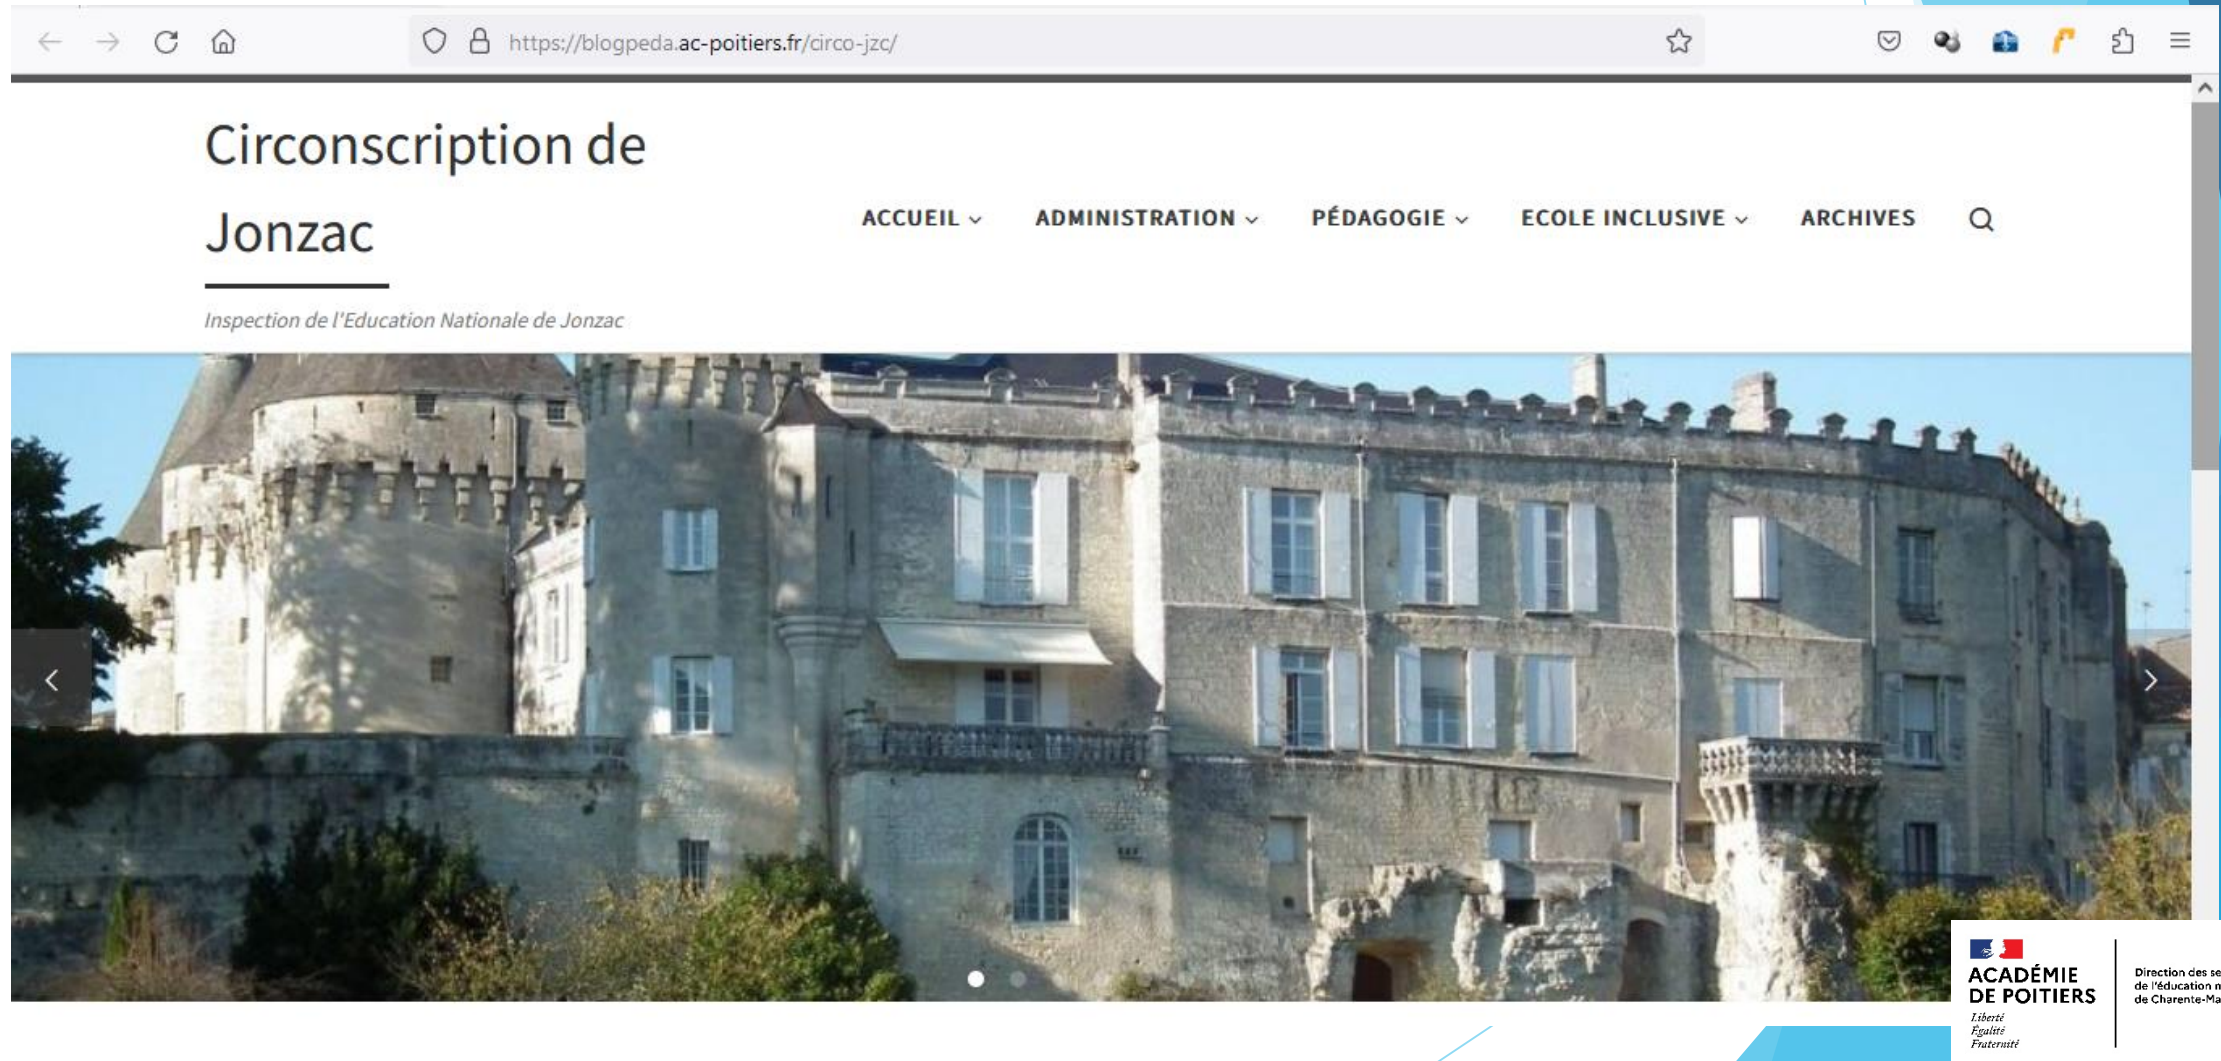 https://blogpeda.ac-poitiers.fr/circo-jzc/
Circonscription de
Jonzac
ACCUEIL
ADMINISTRATION
PÉDAGOGIE
ECOLE INCLUSIVE
ARCHIVES
Inspection de l'Education Nationale de Jonzac
ACADÉMIE
DE POITIERS
Liberté
Égalité
Fraternité
Direction des se
de l'éducation n
de Charente-Ma